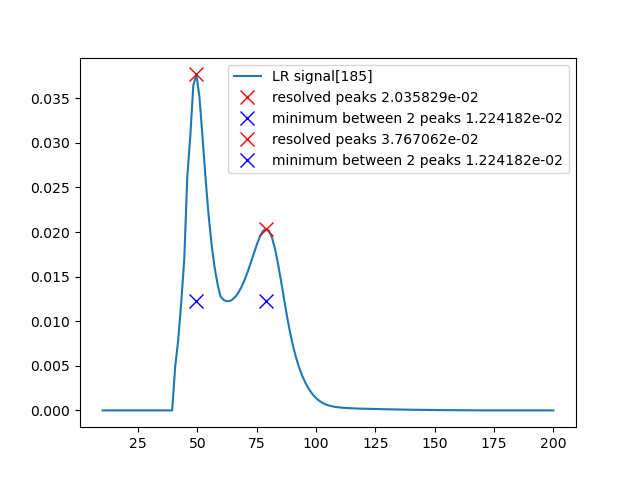 LR signal[185]
resolved peaks 2.035829e-02
minimum between 2 peaks 1.224182e-02
resolved peaks 3.767062e-02
minimum between 2 peaks 1.224182e-02
0.035
0.030
0.025
0.020
0.015
0.010
0.005
0.000
25 50 75 100 125 150 175 200